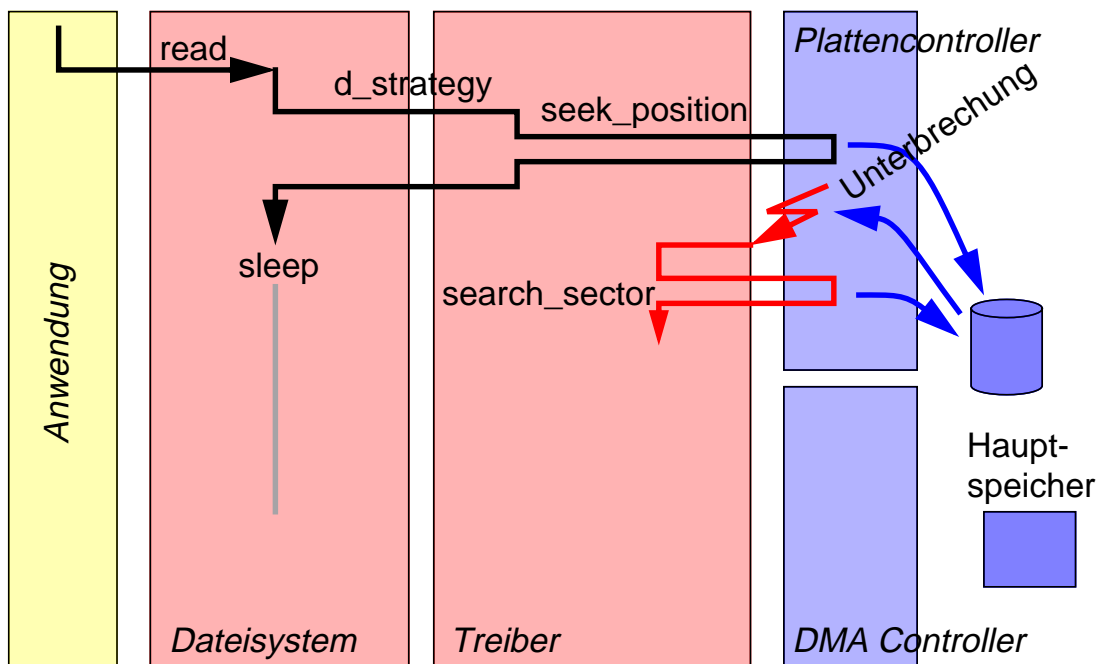 read
Plattencontroller
d_strategy
seek_position
Unterbrechung
sleep
search_sector
Anwendung
Haupt-
speicher
Dateisystem
Treiber
DMA Controller